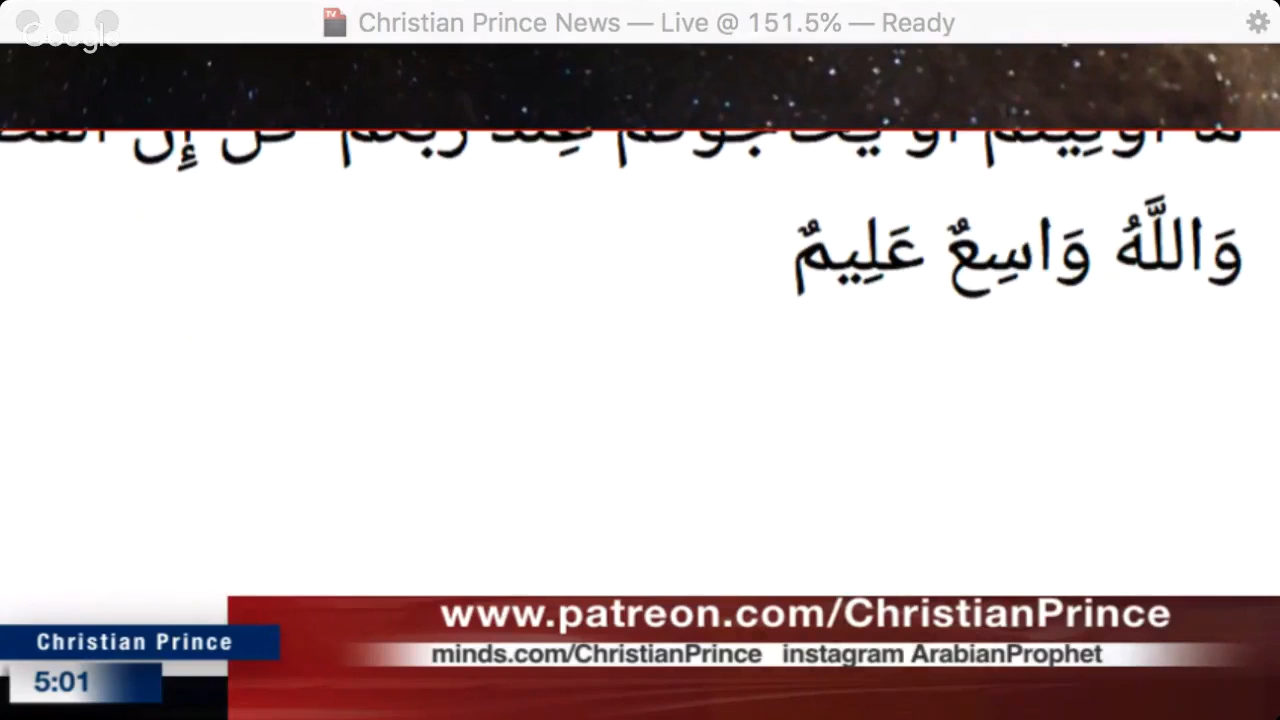 Christian Prince News — Live @ 151.5% — Ready
Google
وَاللَّهُ وَاسِعٌ عَلِيمٌ
www.patreon.com/ChristianPrince
Christian Prince
minds.com/ChristianPrince instagram ArabianProphet
5:01